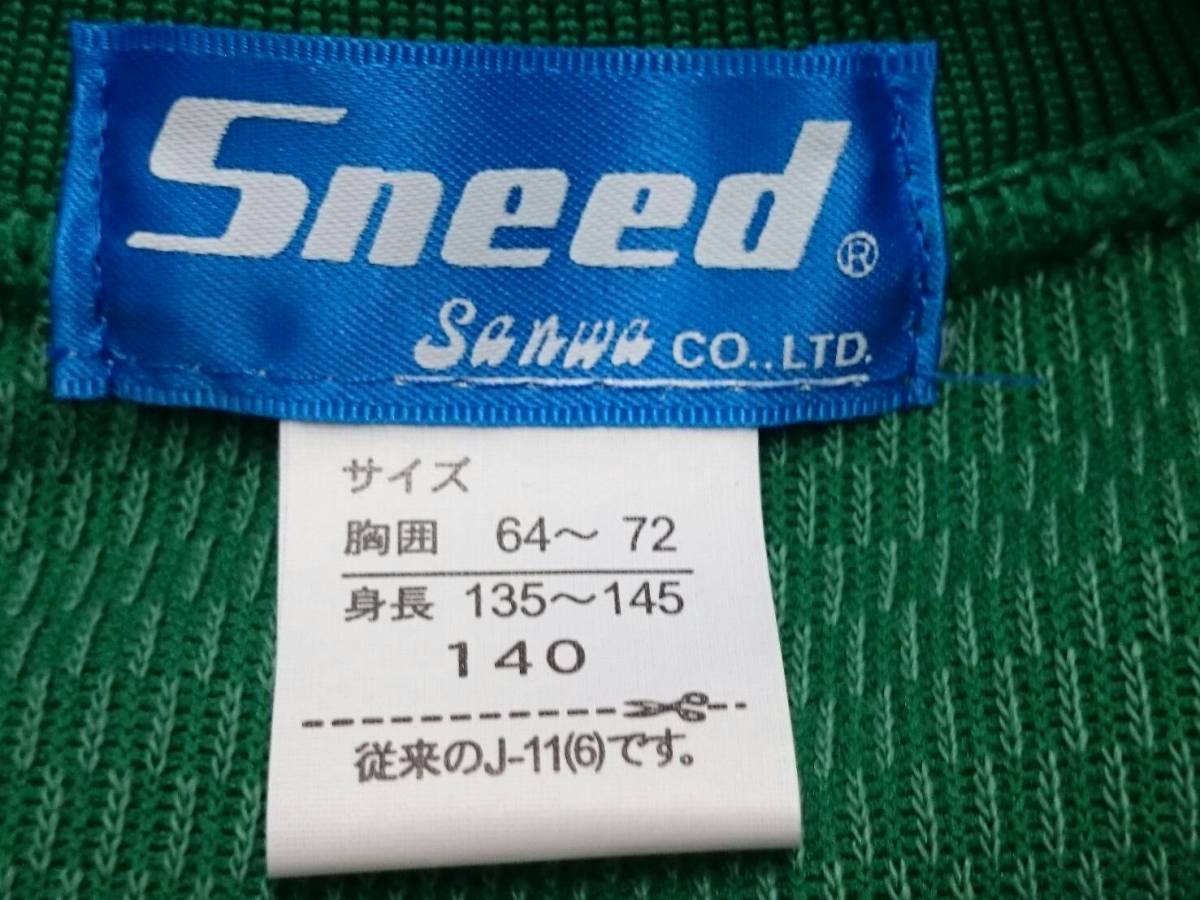 Sneed®
Sanwa CO.,LTD.
サイズ
胸囲 64～72
身長 135～145
140
従来のJ-11(6)です。